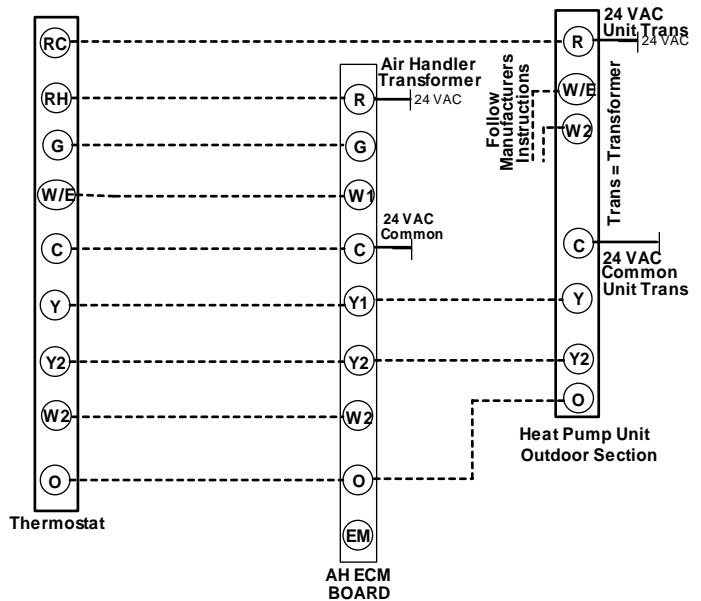 RC
RH
G
W/E
C
Y
Y2
W2
O
Thermostat
Air Handler
Transformer
R
24 VAC
G
W1
24 VAC
Common
C
Y1
Y2
W2
O
EM
AH ECM
BOARD
24 VAC
Unit Trans
R
24 VAC
W/E
W2
Follow
Manufacturers
Instructions
Trans = Transformer
C
24 VAC
Common
Unit Trans
Y
Y2
O
Heat Pump Unit
Outdoor Section